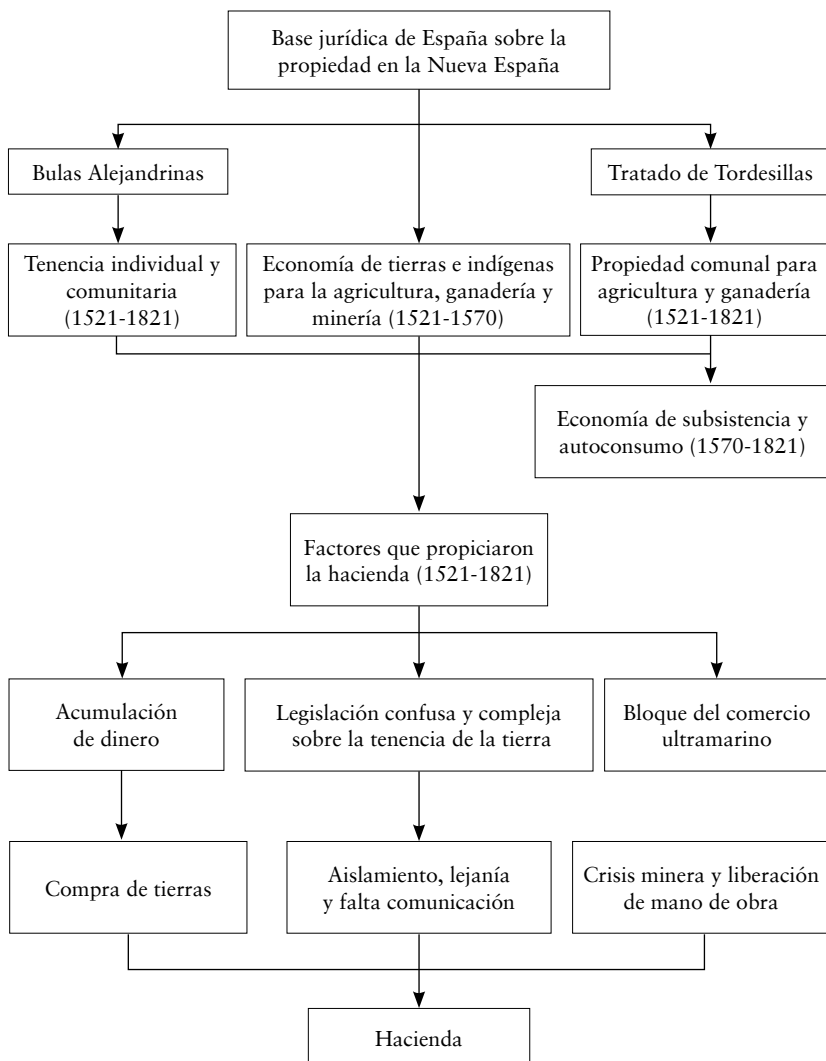 Base jurídica de España sobre la
propiedad en la Nueva España
Bulas Alejandrinas
Tratado de Tordesillas
Tenencia individual y
comunitaria
(1521-1821)
Economía de tierras e indígenas
para la agricultura, ganadería y
minería (1521-1570)
Propiedad comunal para
agricultura y ganadería
(1521-1821)
Economía de subsistencia y
autoconsumo (1570-1821)
Factores que propiciaron
la hacienda (1521-1821)
Acumulación
de dinero
Legislación confusa y compleja
sobre la tenencia de la tierra
Bloque del comercio
ultramarino
Compra de tierras
Aislamiento, lejanía
y falta comunicación
Crisis minera y liberación
de mano de obra
Hacienda